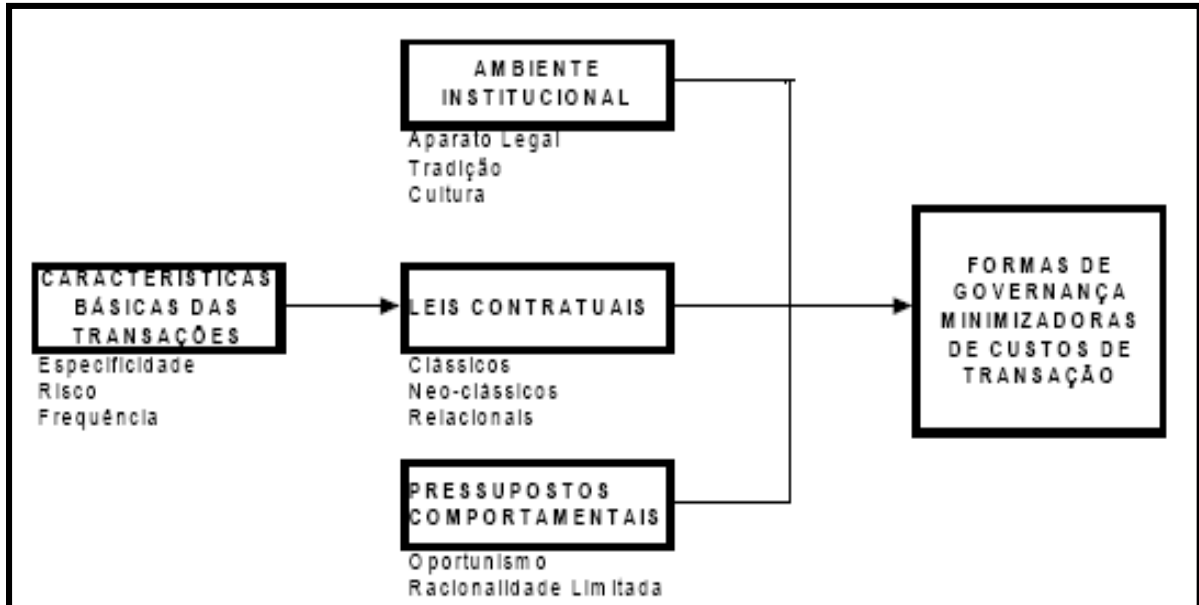 AMBIENTE
INSTITUCIONAL
Aparato Legal
Tradição
Cultura
CARACTERÍSTICAS
BÁSICAS DAS
TRANSAÇÕES
Especificidade
Risco
Frequência
LEIS CONTRATUAIS
Clássicos
Neo-clássicos
Relacionais
PRESSUPOSTOS
COMPORTAMENTAIS
Oportunismo
Racionalidade Limitada
FORMAS DE
GOVERNANÇA
MINIMIZADORAS
DE CUSTOS DE
TRANSAÇÃO